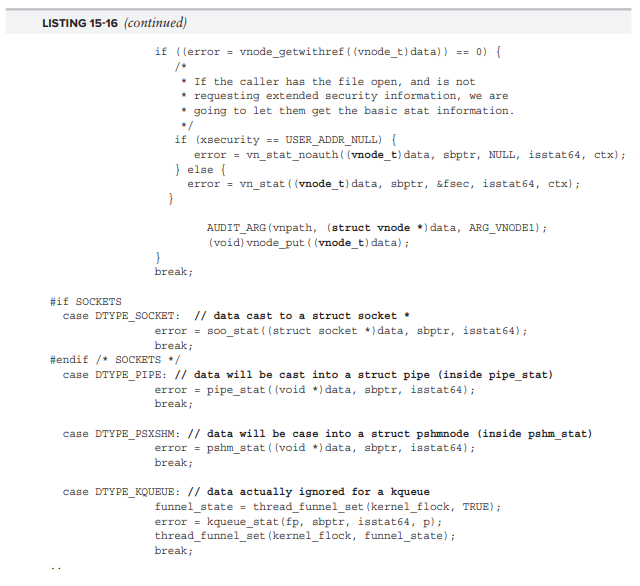 LISTING 15-16 (continued)
if ((error = vnode_getwithref((vnode_t)data)) == 0) {
/*
* If the caller has the file open, and is not
* requesting extended security information, we are
* going to let them get the basic stat information.
*/
if (xsecurity == USER_ADDR_NULL) {
error = vn_stat_noauth((vnode_t)data, sbptr, NULL, isstat64, ctx);
} else {
error = vn_stat((vnode_t)data, sbptr, &fsec, isstat64, ctx);
}
AUDIT_ARG(vnpath, (struct vnode *)data, ARG_VNODE1);
(void)vnode_put((vnode_t)data);
}
break;
#if SOCKETS
case DTYPE_SOCKET: // data cast to a struct socket *
error = soo_stat((struct socket *)data, sbptr, isstat64);
break;
#endif /* SOCKETS */
case DTYPE_PIPE: // data will be cast into a struct pipe (inside pipe_stat)
error = pipe_stat((void *)data, sbptr, isstat64);
break;
case DTYPE_PSXSHM: // data will be case into a struct pshmnode (inside pshm_stat)
error = pshm_stat((void *)data, sbptr, isstat64);
break;
case DTYPE_KQUEUE: // data actually ignored for a kqueue
funnel_state = thread_funnel_set(kernel_flock, TRUE);
error = kqueue_stat(fp, sbptr, isstat64, p);
thread_funnel_set(kernel_flock, funnel_state);
break;